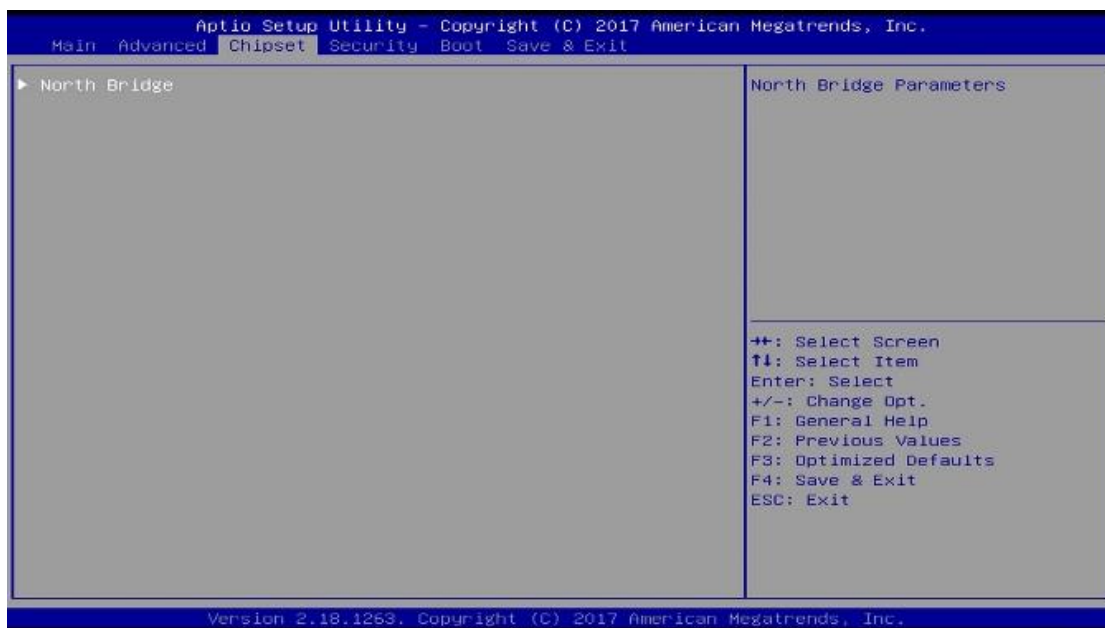 Aptio Setup Utility – Copyright (C) 2017 American Megatrends, Inc.
Main Advanced Chipset Security Boot Save & Exit
► North Bridge
North Bridge Parameters
→←: Select Screen
↑↓: Select Item
Enter: Select
+/-: Change Opt.
F1: General Help
F2: Previous Values
F3: Optimized Defaults
F4: Save & Exit
ESC: Exit
Version 2.18.1263. Copyright (C) 2017 American Megatrends, Inc.